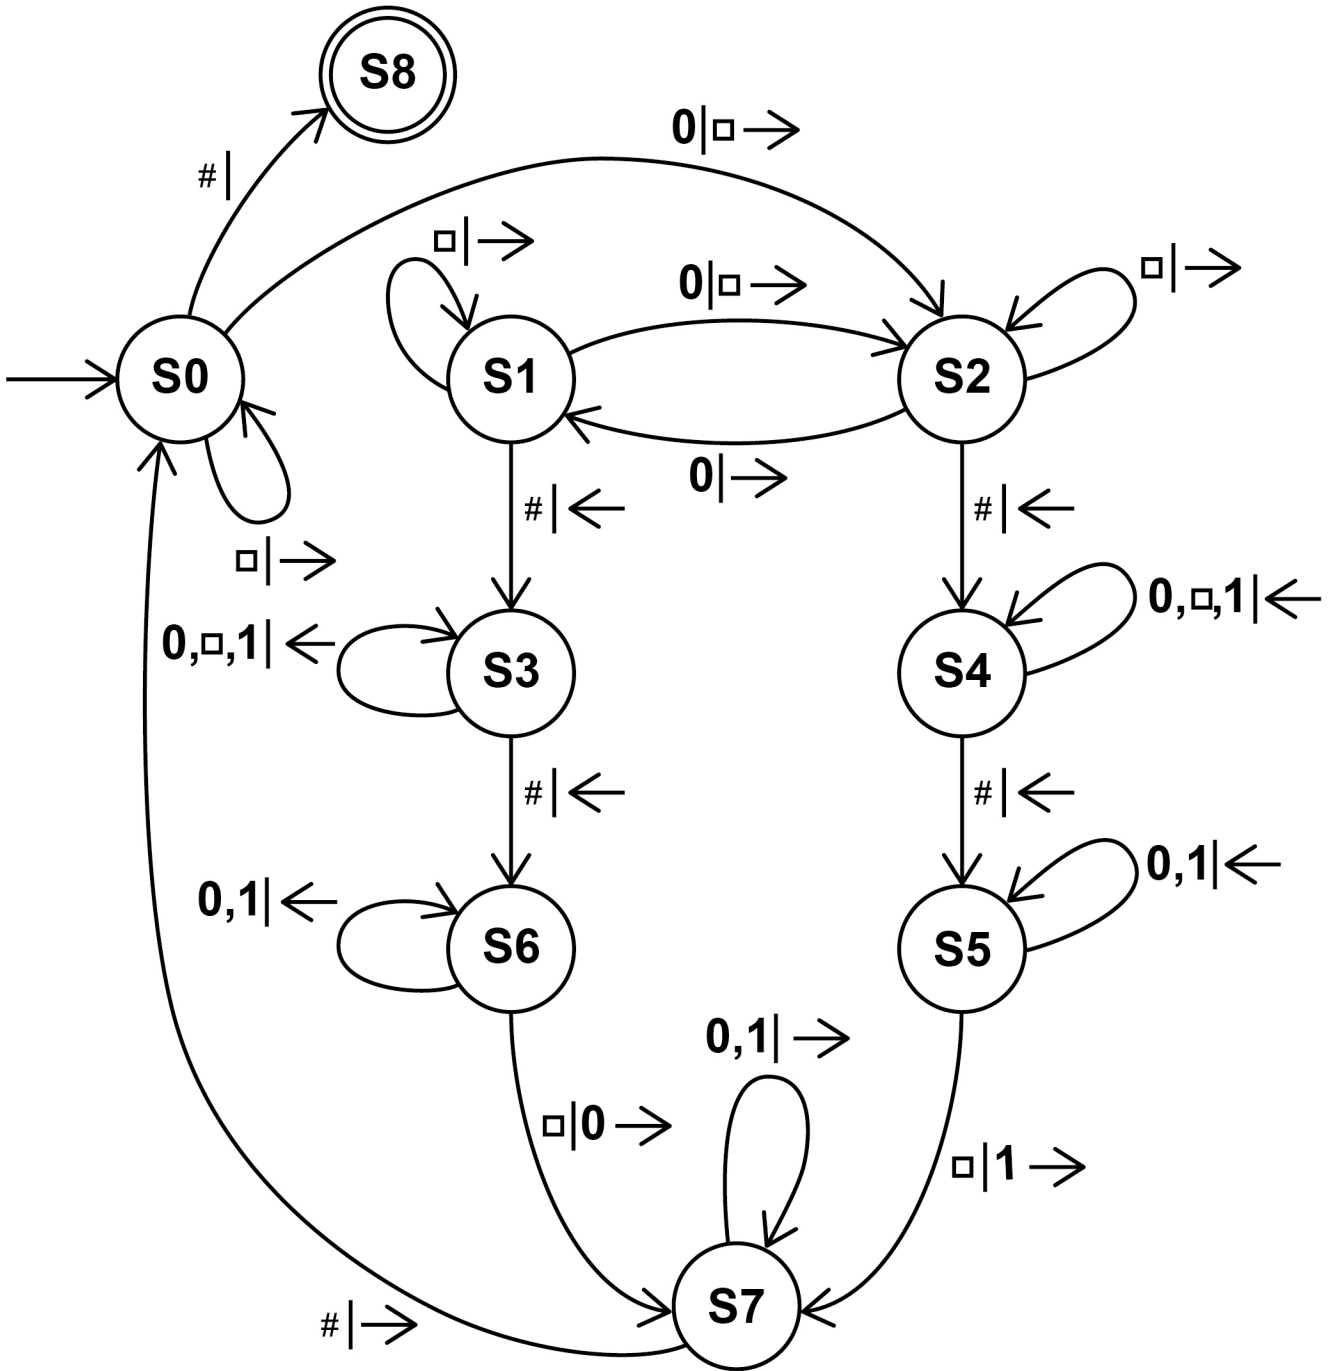 S8
0|□→
#|
□|→
0|□→
□|→
S0
S1
S2
0|→
#|←
#|←
□|→
0,□,1|←
0,□,1|←
S3
S4
#|←
#|←
0,1|←
0,1|←
S6
S5
0,1|→
□|0→
□|1→
S7
#|→